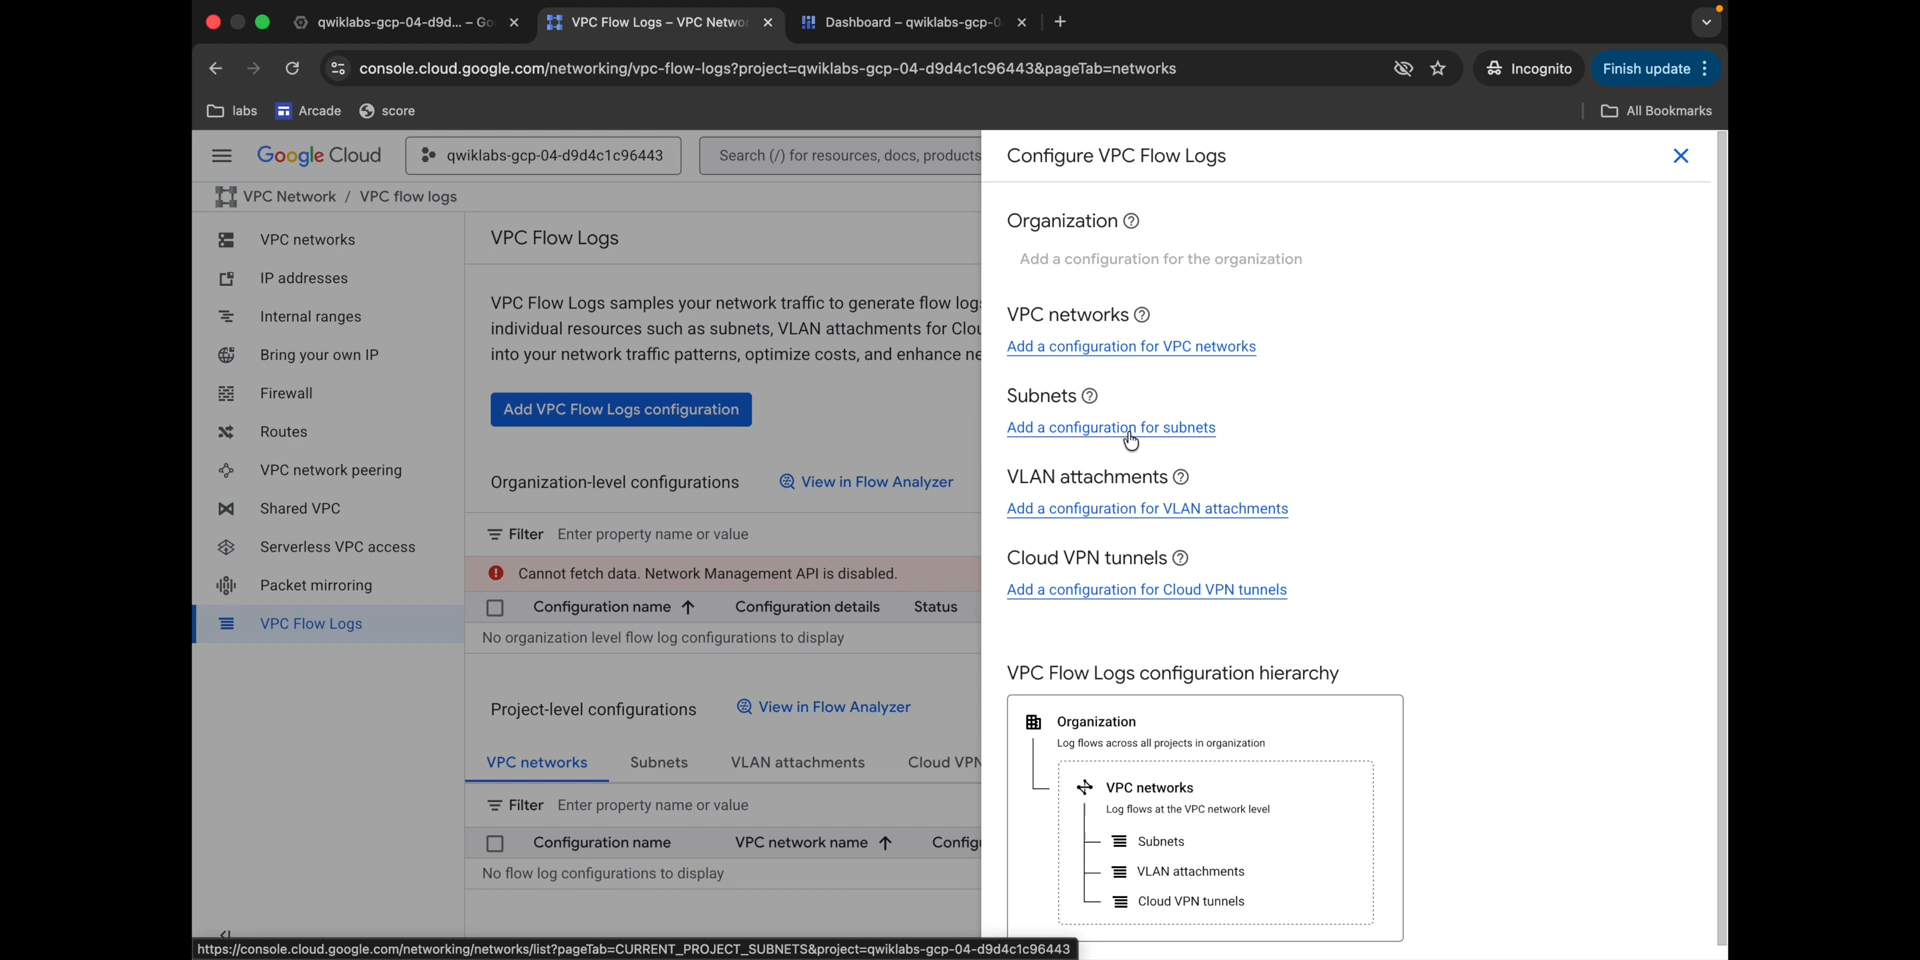 qwiklabs-gcp-04-d9d... – Go
VPC Flow Logs – VPC Networ
Dashboard – qwiklabs-gcp-0
console.cloud.google.com/networking/vpc-flow-logs?project=qwiklabs-gcp-04-d9d4c1c96443&pageTab=networks
Incognito
Finish update
labs
Arcade
score
All Bookmarks
Google Cloud
qwiklabs-gcp-04-d9d4c1c96443
Search (/) for resources, docs, products
VPC Network / VPC flow logs
VPC networks
IP addresses
Internal ranges
Bring your own IP
Firewall
Routes
VPC network peering
Shared VPC
Serverless VPC access
Packet mirroring
VPC Flow Logs
VPC Flow Logs
VPC Flow Logs samples your network traffic to generate flow log
individual resources such as subnets, VLAN attachments for Clou
into your network traffic patterns, optimize costs, and enhance ne
Add VPC Flow Logs configuration
Organization-level configurations
View in Flow Analyzer
Filter Enter property name or value
Cannot fetch data. Network Management API is disabled.
Configuration name Configuration details Status
No organization level flow log configurations to display
Project-level configurations
View in Flow Analyzer
VPC networks Subnets VLAN attachments Cloud VPN
Filter Enter property name or value
Configuration name VPC network name Config
No flow log configurations to display
Configure VPC Flow Logs
Organization
Add a configuration for the organization
VPC networks
Add a configuration for VPC networks
Subnets
Add a configuration for subnets
VLAN attachments
Add a configuration for VLAN attachments
Cloud VPN tunnels
Add a configuration for Cloud VPN tunnels
VPC Flow Logs configuration hierarchy
Organization
Log flows across all projects in organization
VPC networks
Log flows at the VPC network level
Subnets
VLAN attachments
Cloud VPN tunnels
https://console.cloud.google.com/networking/networks/list?pageTab=CURRENT_PROJECT_SUBNETS&project=qwiklabs-gcp-04-d9d4c1c96443